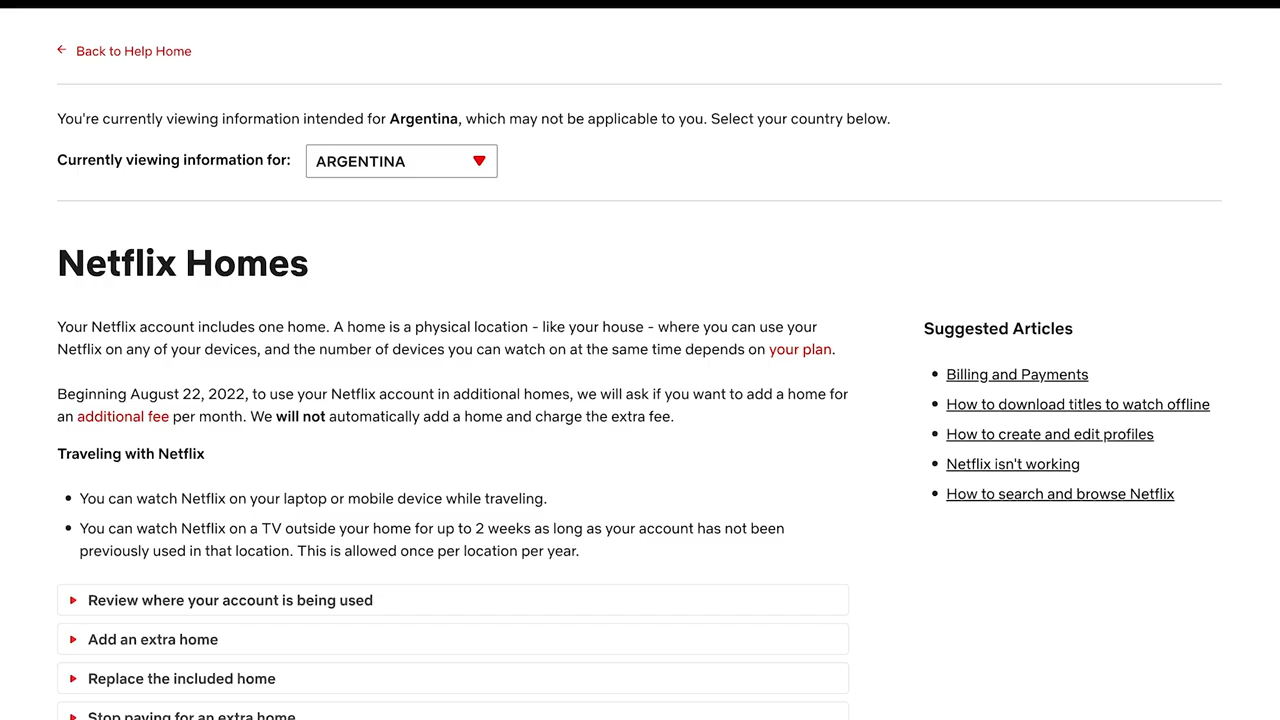 Back to Help Home
You're currently viewing information intended for Argentina, which may not be applicable to you. Select your country below.
Currently viewing information for: ARGENTINA
Netflix Homes
Your Netflix account includes one home. A home is a physical location - like your house - where you can use your
Netflix on any of your devices, and the number of devices you can watch on at the same time depends on your plan.
Beginning August 22, 2022, to use your Netflix account in additional homes, we will ask if you want to add a home for
an additional fee per month. We will not automatically add a home and charge the extra fee.
Traveling with Netflix
• You can watch Netflix on your laptop or mobile device while traveling.
• You can watch Netflix on a TV outside your home for up to 2 weeks as long as your account has not been
previously used in that location. This is allowed once per location per year.
Review where your account is being used
Add an extra home
Replace the included home
Stop paying for an extra home
Suggested Articles
• Billing and Payments
• How to download titles to watch offline
• How to create and edit profiles
• Netflix isn't working
• How to search and browse Netflix